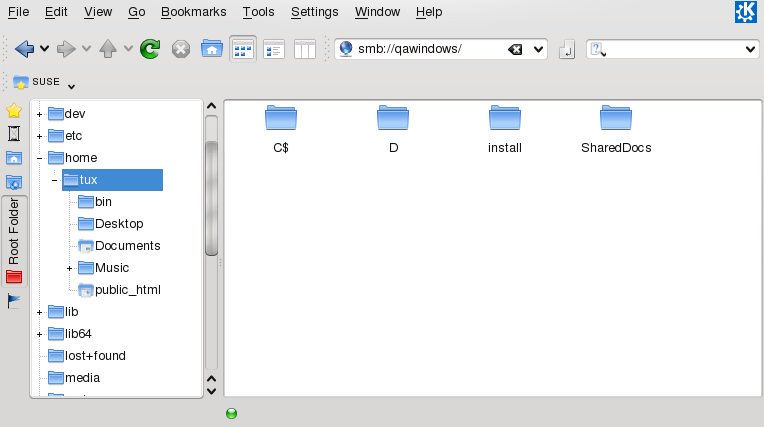 File Edit View Go Bookmarks Tools Settings Window Help
smb://qawindows/
SUSE
Root Folder
dev
etc
home
tux
bin
Desktop
Documents
Music
public_html
lib
lib64
lost+found
media
C$ D install SharedDocs